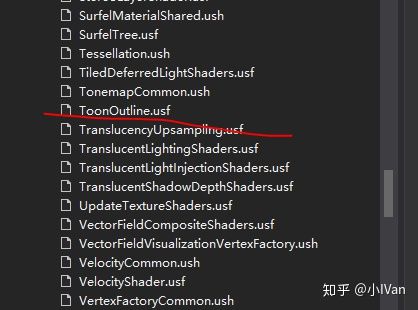 SurfelMaterialShared.ush
SurfelTree.usf
Tessellation.ush
TiledDeferredLightShaders.usf
TonemapCommon.ush
ToonOutline.usf
TranslucencyUpsampling.usf
TranslucentLightingShaders.usf
TranslucentLightInjectionShaders.usf
TranslucentShadowDepthShaders.usf
UpdateTextureShaders.usf
VectorFieldCompositeShaders.usf
VectorFieldVisualizationVertexFactory.ush
VelocityCommon.ush
VelocityShader.usf
VertexFactoryCommon.ush
知乎 @小IVan